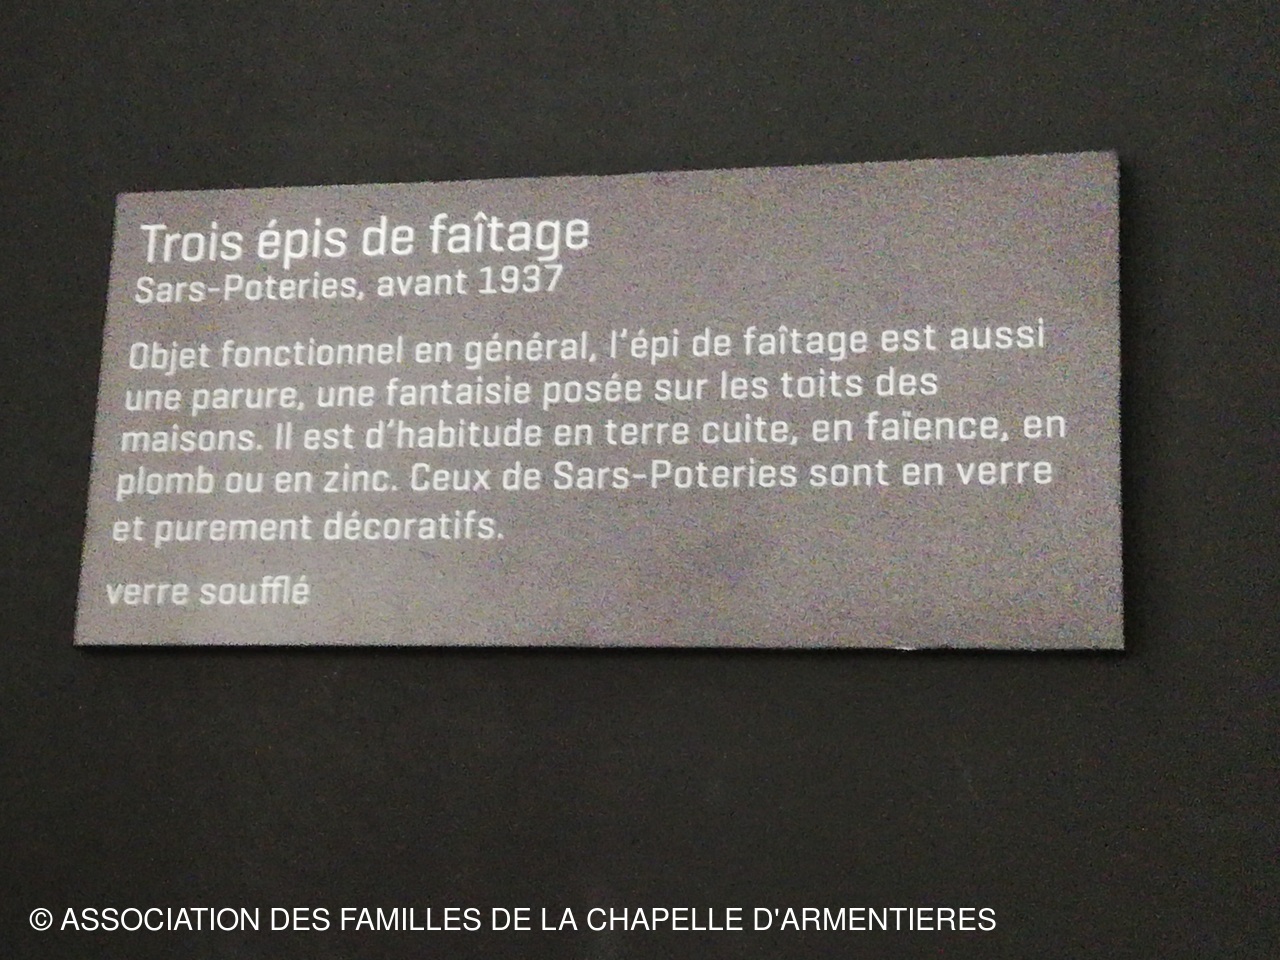 Trois épis de faîtage
Sars-Poteries, avant 1937
Objet fonctionnel en général, l'épi de faîtage est aussi
une parure, une fantaisie posée sur les toits des
maisons. Il est d'habitude en terre cuite, en faïence, en
plomb ou en zinc. Ceux de Sars-Poteries sont en verre
et purement décoratifs.
verre soufflé
© ASSOCIATION DES FAMILLES DE LA CHAPELLE D'ARMENTIERES